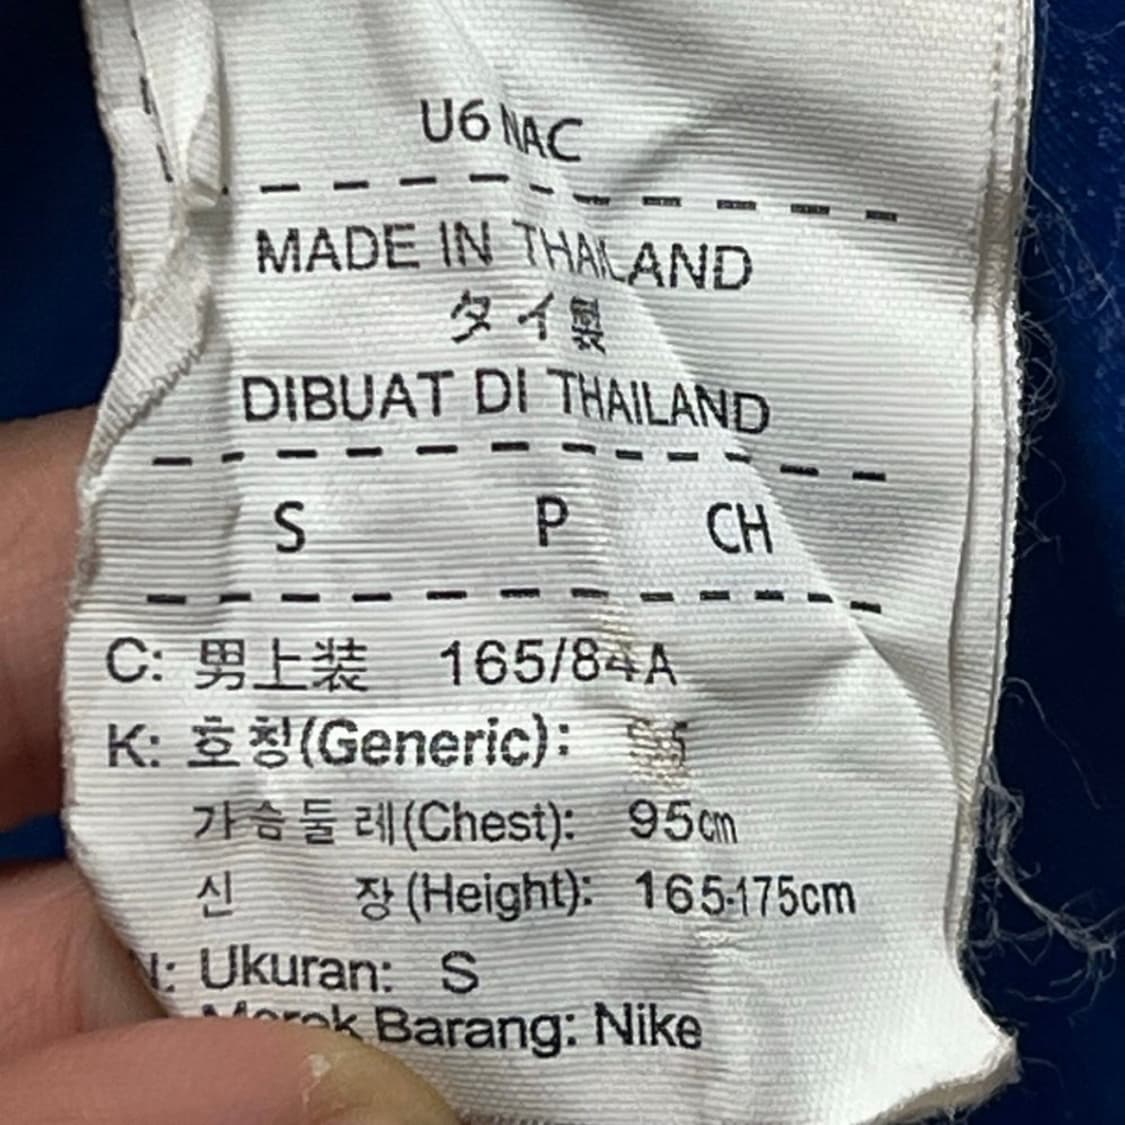 U6 NAC
MADE IN THAILAND
タイ製
DIBUAT DI THAILAND
S P CH
C: 男上装 165/84A
K: 호칭(Generic):
가슴둘레(Chest): 95cm
신 장(Height): 165-175cm
Ukuran: S
Merek Barang: Nike